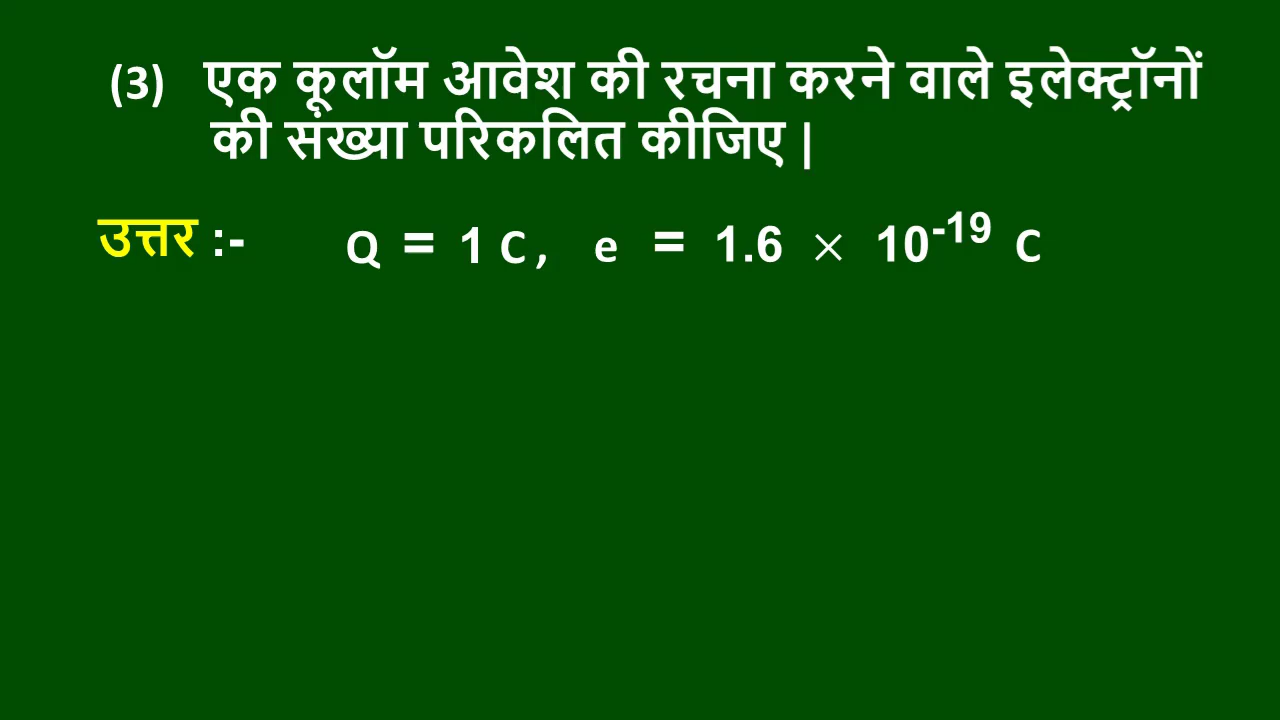 (3) एक कूलॉम आवेश की रचना करने वाले इलेक्ट्रॉनों
की संख्या परिकलित कीजिए |
उत्तर :- Q = 1 C , e = 1.6 × 10⁻¹⁹ C